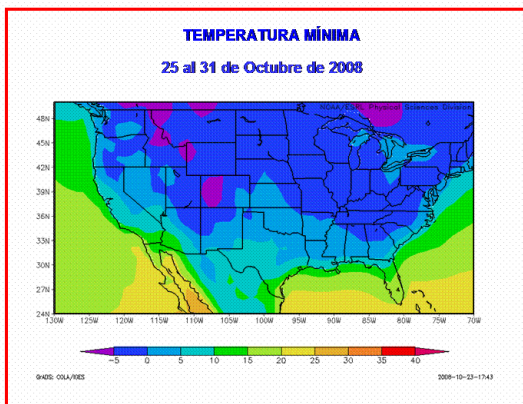 TEMPERATURA MÍNIMA
25 al 31 de Octubre de 2008
NOAA/ESRL Physical Sciences Division
48N
45N
42N
39N
36N
33N
30N
27N
24N
130W 125W 120W 115W 110W 105W 100W 95W 90W 85W 80W 75W 70W
-5 0 5 10 15 20 25 30 35 40
GrADS: COLA/IGES 2008-10-23-17:43